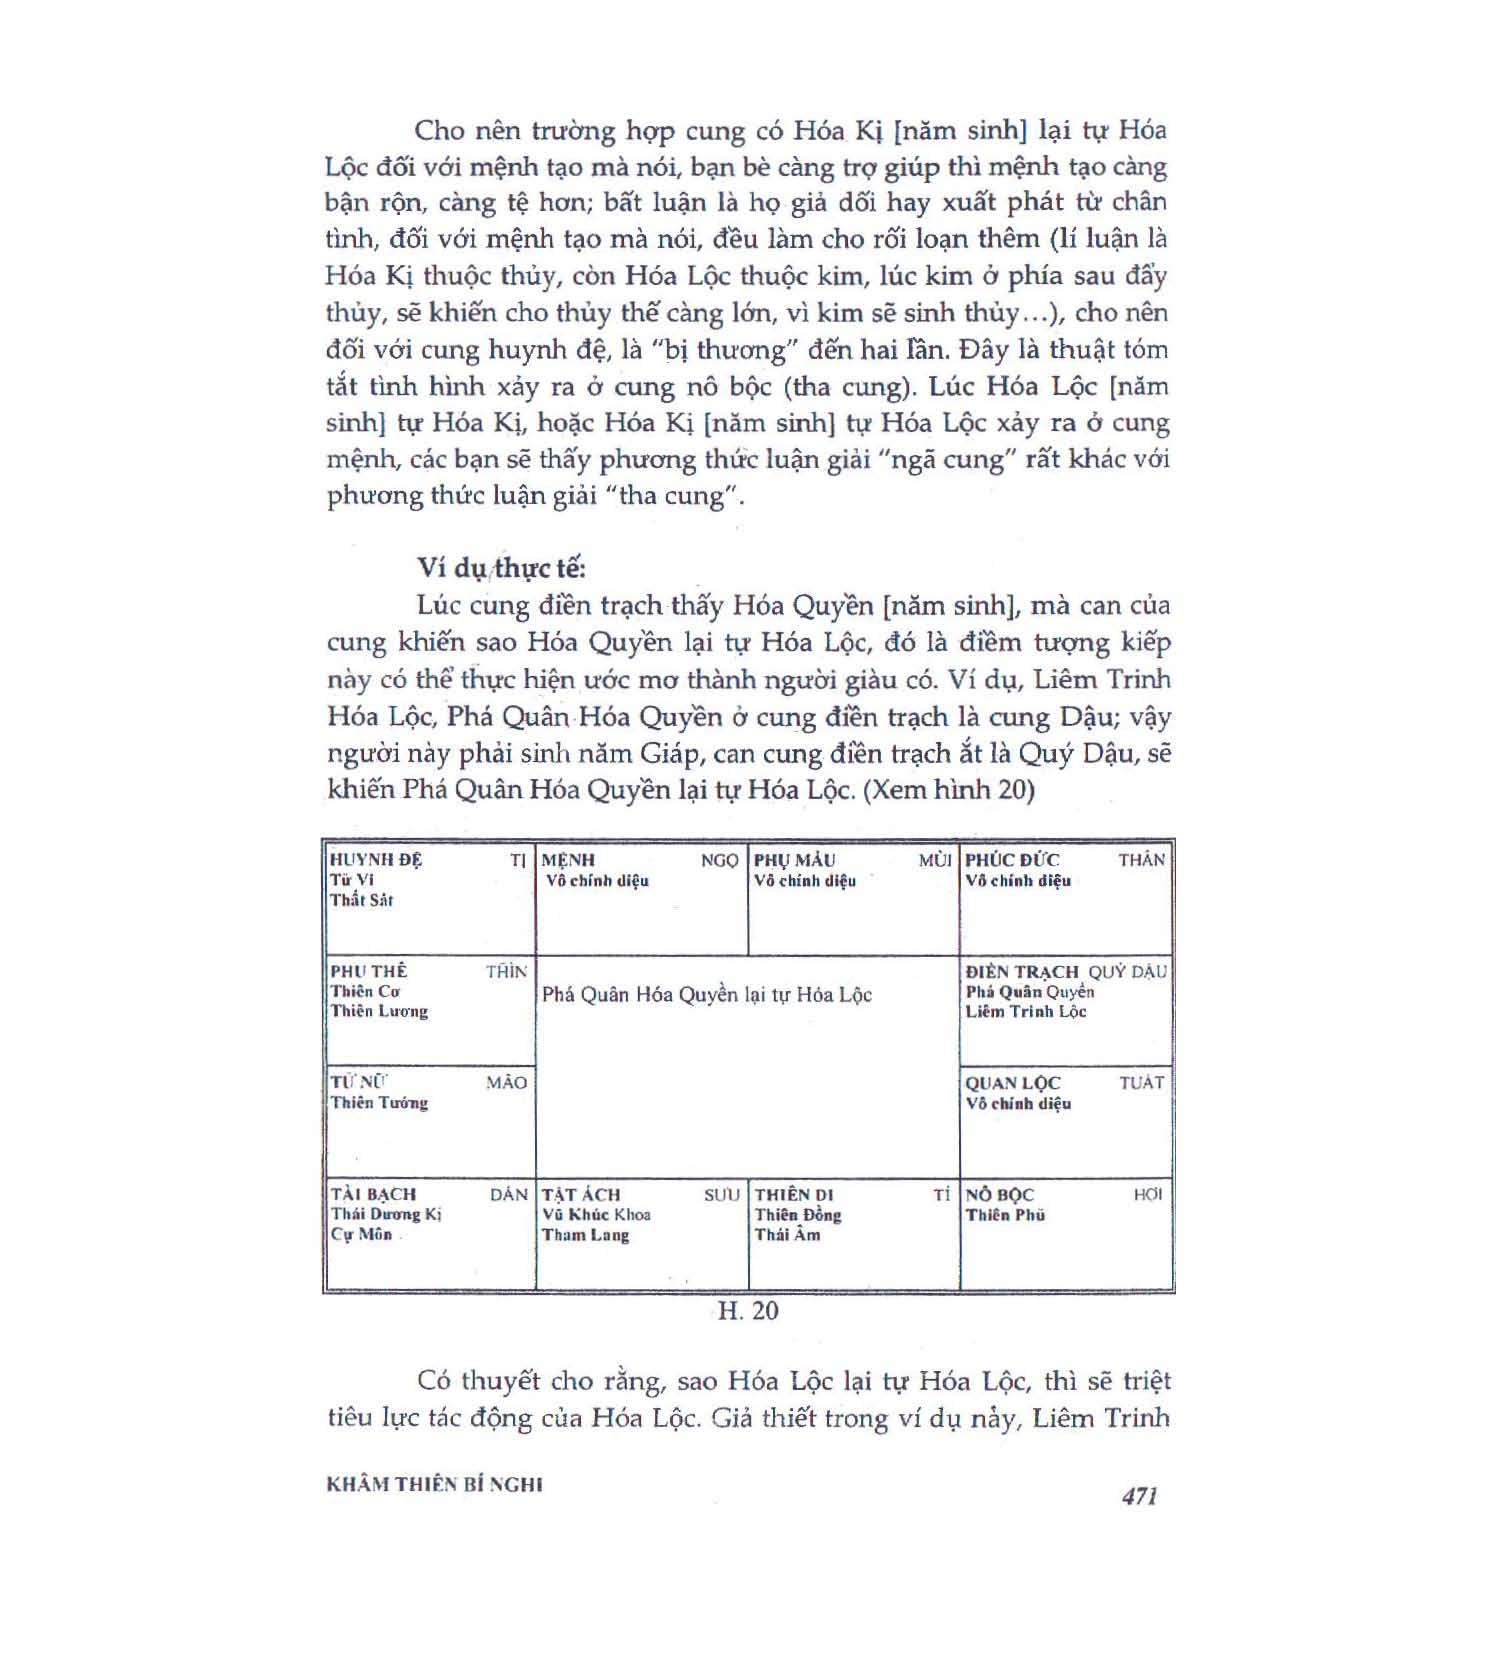 Cho nên trường hợp cung có Hóa Kị [năm sinh] lại tự Hóa
Lộc đối với mệnh tạo mà nói, bạn bè càng trợ giúp thì mệnh tạo càng
bận rộn, càng tệ hơn; bất luận là họ giả dối hay xuất phát từ chân
tình, đối với mệnh tạo mà nói, đều làm cho rối loạn thêm (lí luận là
Hóa Kị thuộc thủy, còn Hóa Lộc thuộc kim, lúc kim ở phía sau đẩy
thủy, sẽ khiến cho thủy thế càng lớn, vì kim sẽ sinh thủy...), cho nên
đối với cung huynh đệ, là "bị thương" đến hai lần. Đây là thuật tóm
tắt tình hình xảy ra ở cung nô bộc (tha cung). Lúc Hóa Lộc [năm
sinh] tự Hóa Kị, hoặc Hóa Kị [năm sinh] tự Hóa Lộc xảy ra ở cung
mệnh, các bạn sẽ thấy phương thức luận giải "ngã cung" rất khác với
phương thức luận giải "tha cung".
Ví dụ thực tế:
Lúc cung điền trạch thấy Hóa Quyền [năm sinh], mà can của
cung khiến sao Hóa Quyền lại tự Hóa Lộc, đó là điềm tượng kiếp
này có thể thực hiện ước mơ thành người giàu có. Ví dụ, Liêm Trinh
Hóa Lộc, Phá Quân Hóa Quyền ở cung điền trạch là cung Dậu; vậy
người này phải sinh năm Giáp, can cung điền trạch ắt là Quý Dậu, sẽ
khiến Phá Quân Hóa Quyền lại tự Hóa Lộc. (Xem hình 20)
HUYNH ĐỆ TỊ MỆNH NGỌ PHỤ MẪU MÙI PHÚC ĐỨC THÂN
Tử Vi Vô chính diệu Vô chính diệu Vô chính diệu
Thất Sát
PHU THÊ THÌN ĐIỀN TRẠCH QUÝ DẬU
Thiên Cơ Phá Quân Hóa Quyền lại tự Hóa Lộc Phá Quân Quyền
Thiên Lương Liêm Trinh Lộc
TỬ NỮ MÃO QUAN LỘC TUẤT
Thiên Tướng Vô chính diệu
TÀI BẠCH DẦN TẬT ÁCH SỬU THIÊN DI TÍ NÔ BỘC HỢI
Thái Dương Kị Vũ Khúc Khoa Thiên Đồng Thiên Phủ
Cự Môn Tham Lang Thái Âm
H. 20
Có thuyết cho rằng, sao Hóa Lộc lại tự Hóa Lộc, thì sẽ triệt
tiêu lực tác động của Hóa Lộc. Giả thiết trong ví dụ này, Liêm Trinh
KHÂM THIÊN BÍ NGHI
471